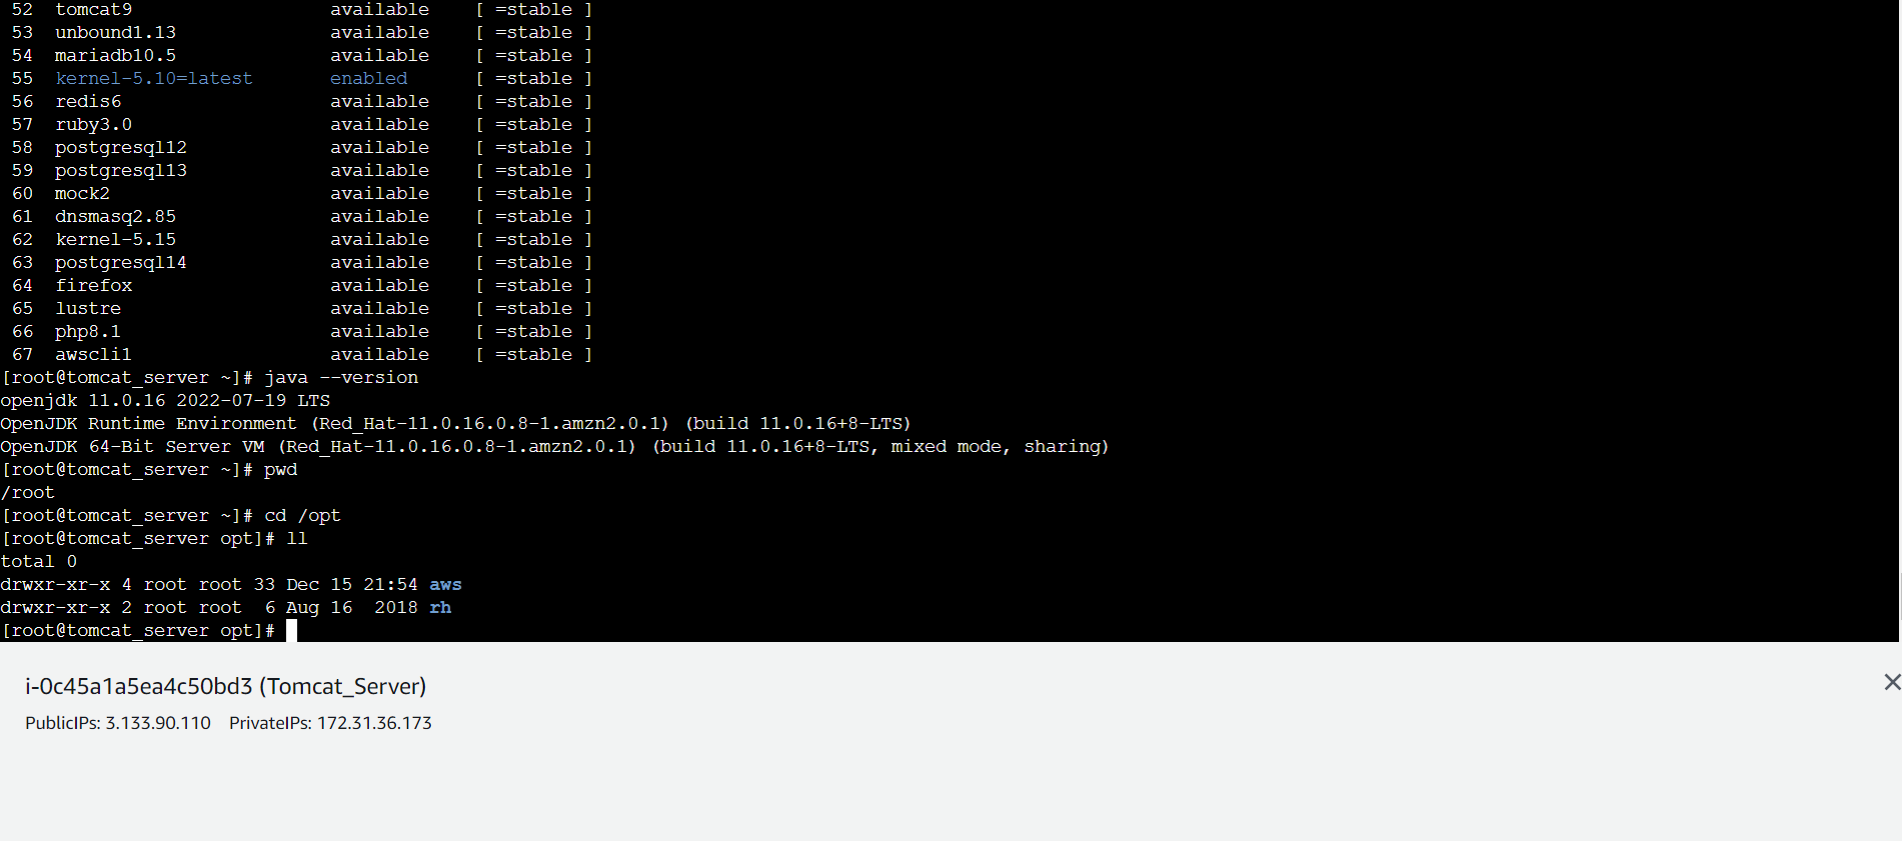 52 tomcat9 available [ =stable ]
53 unbound1.13 available [ =stable ]
54 mariadb10.5 available [ =stable ]
55 kernel-5.10=latest enabled [ =stable ]
56 redis6 available [ =stable ]
57 ruby3.0 available [ =stable ]
58 postgresql12 available [ =stable ]
59 postgresql13 available [ =stable ]
60 mock2 available [ =stable ]
61 dnsmasq2.85 available [ =stable ]
62 kernel-5.15 available [ =stable ]
63 postgresql14 available [ =stable ]
64 firefox available [ =stable ]
65 lustre available [ =stable ]
66 php8.1 available [ =stable ]
67 awscli1 available [ =stable ]
[root@tomcat_server ~]# java --version
openjdk 11.0.16 2022-07-19 LTS
OpenJDK Runtime Environment (Red_Hat-11.0.16.0.8-1.amzn2.0.1) (build 11.0.16+8-LTS)
OpenJDK 64-Bit Server VM (Red_Hat-11.0.16.0.8-1.amzn2.0.1) (build 11.0.16+8-LTS, mixed mode, sharing)
[root@tomcat_server ~]# pwd
/root
[root@tomcat_server ~]# cd /opt
[root@tomcat_server opt]# ll
total 0
drwxr-xr-x 4 root root 33 Dec 15 21:54 aws
drwxr-xr-x 2 root root 6 Aug 16 2018 rh
[root@tomcat_server opt]#
i-0c45a1a5ea4c50bd3 (Tomcat_Server)
PublicIPs: 3.133.90.110 PrivateIPs: 172.31.36.173